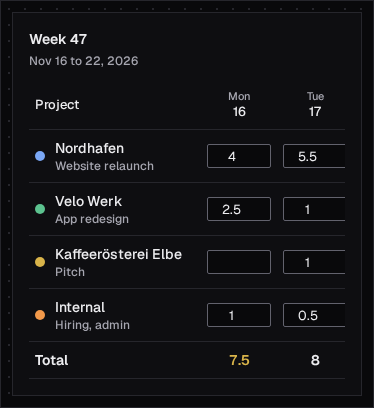 Week 47
Nov 16 to 22, 2026
Project Mon 16 Tue 17
Nordhafen 4 5.5
Website relaunch
Velo Werk 2.5 1
App redesign
Kaffeerösterei Elbe 1
Pitch
Internal 1 0.5
Hiring, admin
Total 7.5 8